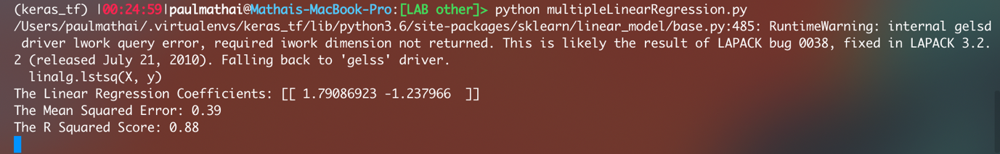 (keras_tf) |00:24:59|paulmathai@Mathais-MacBook-Pro:[LAB other]> python multipleLinearRegression.py
/Users/paulmathai/.virtualenvs/keras_tf/lib/python3.6/site-packages/sklearn/linear_model/base.py:485: RuntimeWarning: internal gelsd
 driver lwork query error, required iwork dimension not returned. This is likely the result of LAPACK bug 0038, fixed in LAPACK 3.2.
2 (released July 21, 2010). Falling back to 'gelss' driver.
  linalg.lstsq(X, y)
The Linear Regression Coefficients: [[ 1.79086923 -1.237966  ]]
The Mean Squared Error: 0.39
The R Squared Score: 0.88